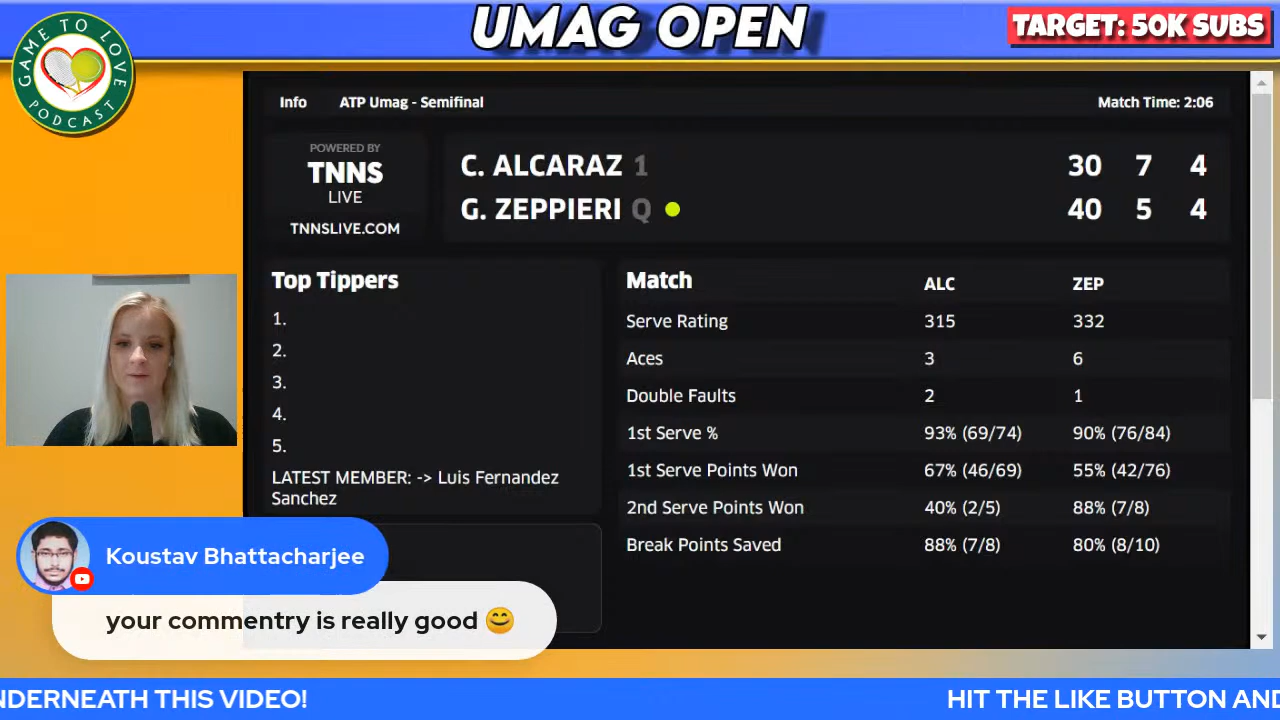 UMAG OPEN
TARGET: 50K SUBS
GAME TO LOVE
PODCAST
Info
ATP Umag - Semifinal
Match Time: 2:06
POWERED BY
TNNS
LIVE
TNNSLIVE.COM
C. ALCARAZ 1 30 7 4
G. ZEPPIERI Q 40 5 4
Top Tippers
1.
2.
3.
4.
5.
LATEST MEMBER: -> Luis Fernandez
Sanchez
Match ALC ZEP
Serve Rating 315 332
Aces 3 6
Double Faults 2 1
1st Serve % 93% (69/74) 90% (76/84)
1st Serve Points Won 67% (46/69) 55% (42/76)
2nd Serve Points Won 40% (2/5) 88% (7/8)
Break Points Saved 88% (7/8) 80% (8/10)
Koustav Bhattacharjee
your commentry is really good 😊
NDERNEATH THIS VIDEO!
HIT THE LIKE BUTTON AND